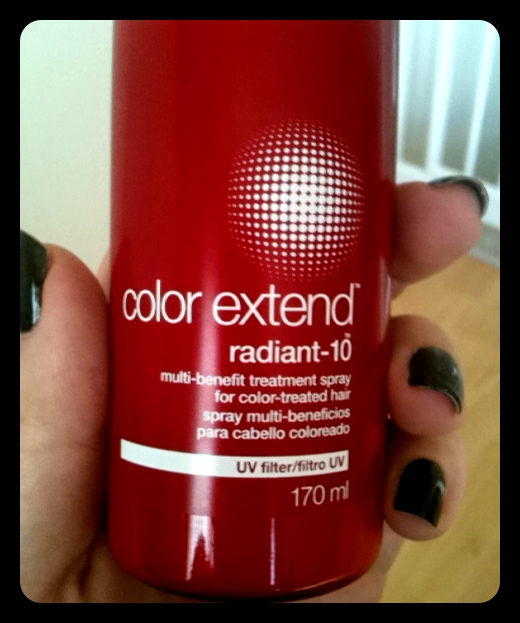 color extend™
radiant-10™
multi-benefit treatment spray
for color-treated hair
spray multi-beneficios
para cabello coloreado
UV filter/filtro UV
170 ml